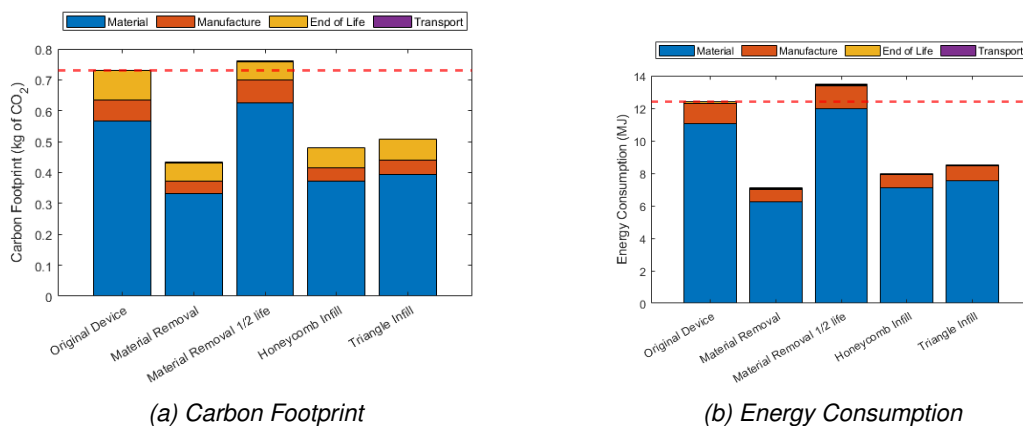 Material Manufacture End of Life Transport
0.8
0.7
0.6
0.5
0.4
0.3
0.2
0.1
0
Carbon Footprint (kg of CO2)
Original Device
Material Removal
Material Removal 1/2 life
Honeycomb Infill
Triangle Infill
(a) Carbon Footprint
Material Manufacture End of Life Transport
14
12
10
8
6
4
2
0
Energy Consumption (MJ)
Original Device
Material Removal
Material Removal 1/2 life
Honeycomb Infill
Triangle Infill
(b) Energy Consumption